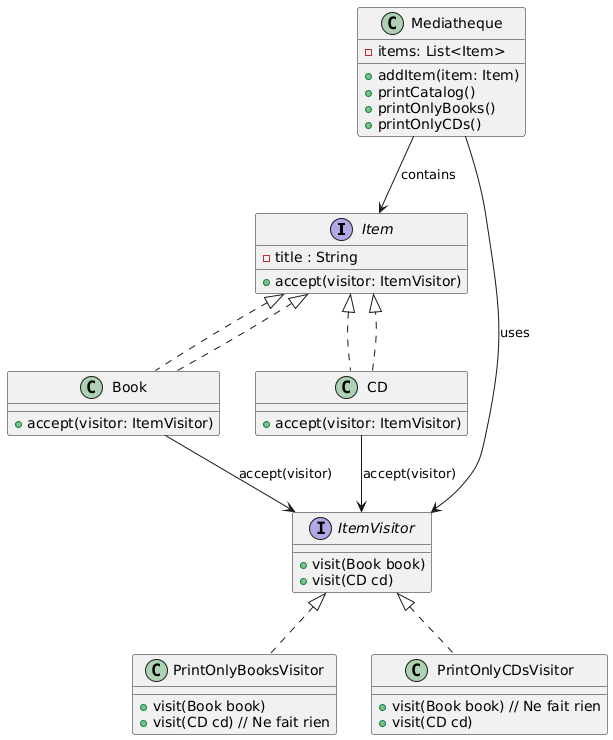 C Mediatheque
items: List<Item>
addItem(item: Item)
printCatalog()
printOnlyBooks()
printOnlyCDs()
contains
I Item
title : String
accept(visitor: ItemVisitor)
uses
C Book
accept(visitor: ItemVisitor)
C CD
accept(visitor: ItemVisitor)
accept(visitor)
accept(visitor)
I ItemVisitor
visit(Book book)
visit(CD cd)
C PrintOnlyBooksVisitor
visit(Book book)
visit(CD cd) // Ne fait rien
C PrintOnlyCDsVisitor
visit(Book book) // Ne fait rien
visit(CD cd)